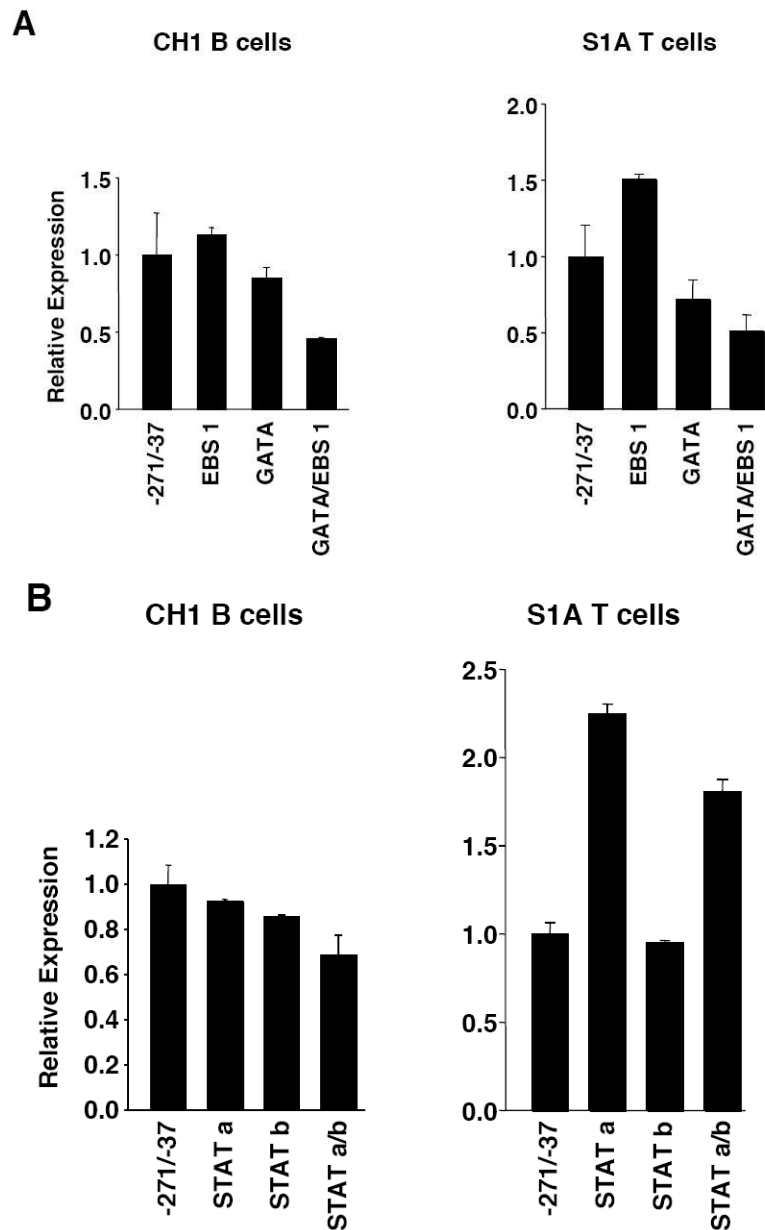 A
CH1 B cells
S1A T cells
Relative Expression
1.5
1.0
0.5
0.0
-271/-37
EBS 1
GATA
GATA/EBS 1
2.0
1.5
1.0
0.5
0.0
-271/-37
EBS 1
GATA
GATA/EBS 1
B
CH1 B cells
S1A T cells
Relative Expression
1.2
1.0
0.8
0.6
0.4
0.2
0.0
-271/-37
STAT a
STAT b
STAT a/b
2.5
2.0
1.5
1.0
0.5
0.0
-271/-37
STAT a
STAT b
STAT a/b